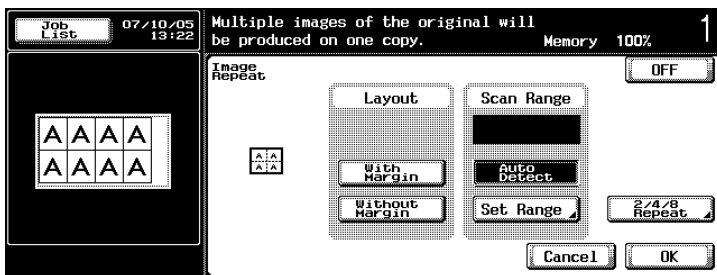 Job
List
07/10/05
13:22
Multiple images of the original will
be produced on one copy.
Memory 100%
1
Image
Repeat
OFF
Layout
Scan Range
A A A A
A A A A
A A
A A
With
Margin
Auto
Detect
Without
Margin
Set Range
2/4/8
Repeat
Cancel
OK